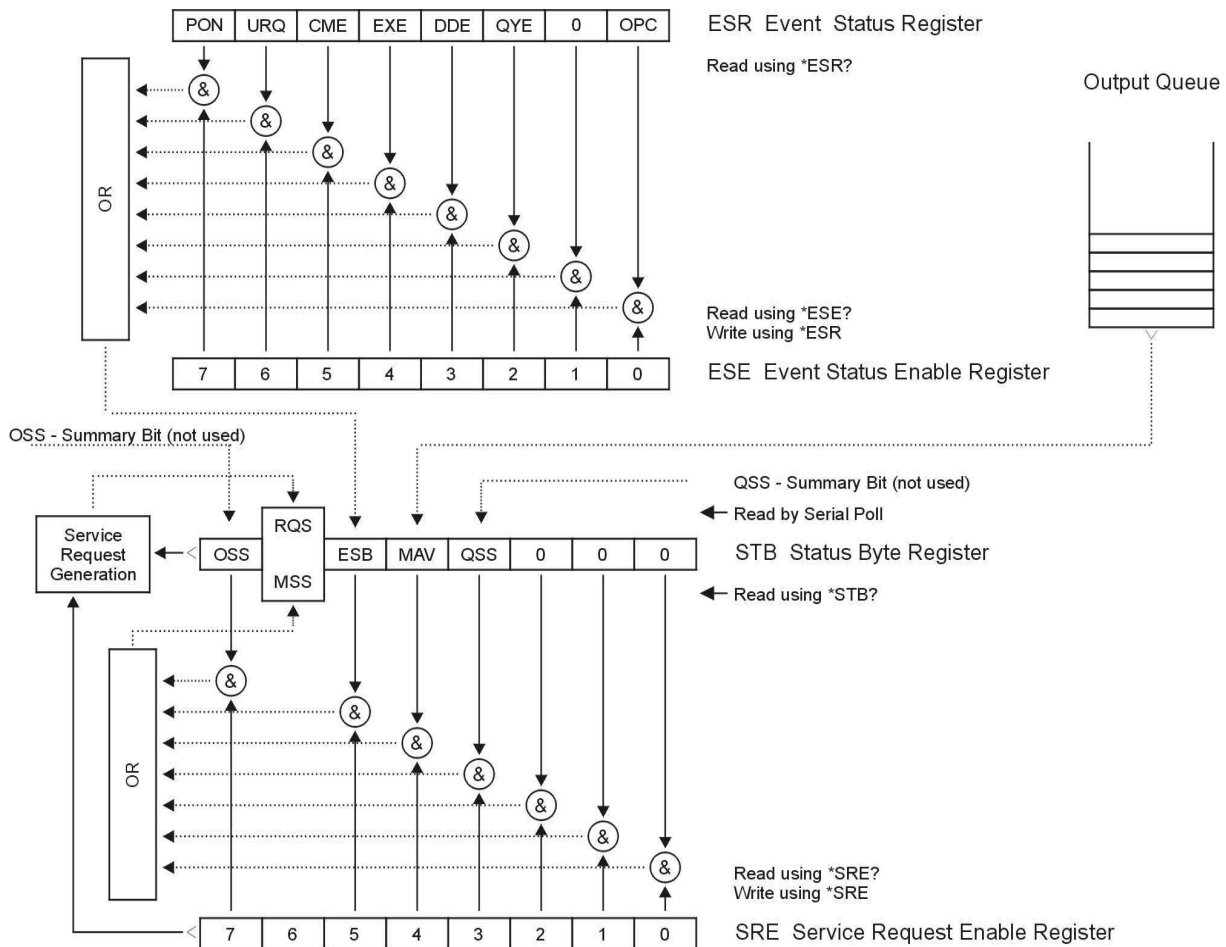 PON URQ CME EXE DDE QYE 0 OPC
ESR Event Status Register
Read using *ESR?
Output Queue
OR
&
&
&
&
&
&
&
&
Read using *ESE?
Write using *ESR
7 6 5 4 3 2 1 0
ESE Event Status Enable Register
OSS - Summary Bit (not used)
QSS - Summary Bit (not used)
Read by Serial Poll
Service
Request
Generation
RQS
OSS ESB MAV QSS 0 0 0
STB Status Byte Register
MSS
Read using *STB?
OR
&
&
&
&
&
&
&
Read using *SRE?
Write using *SRE
7 6 5 4 3 2 1 0
SRE Service Request Enable Register